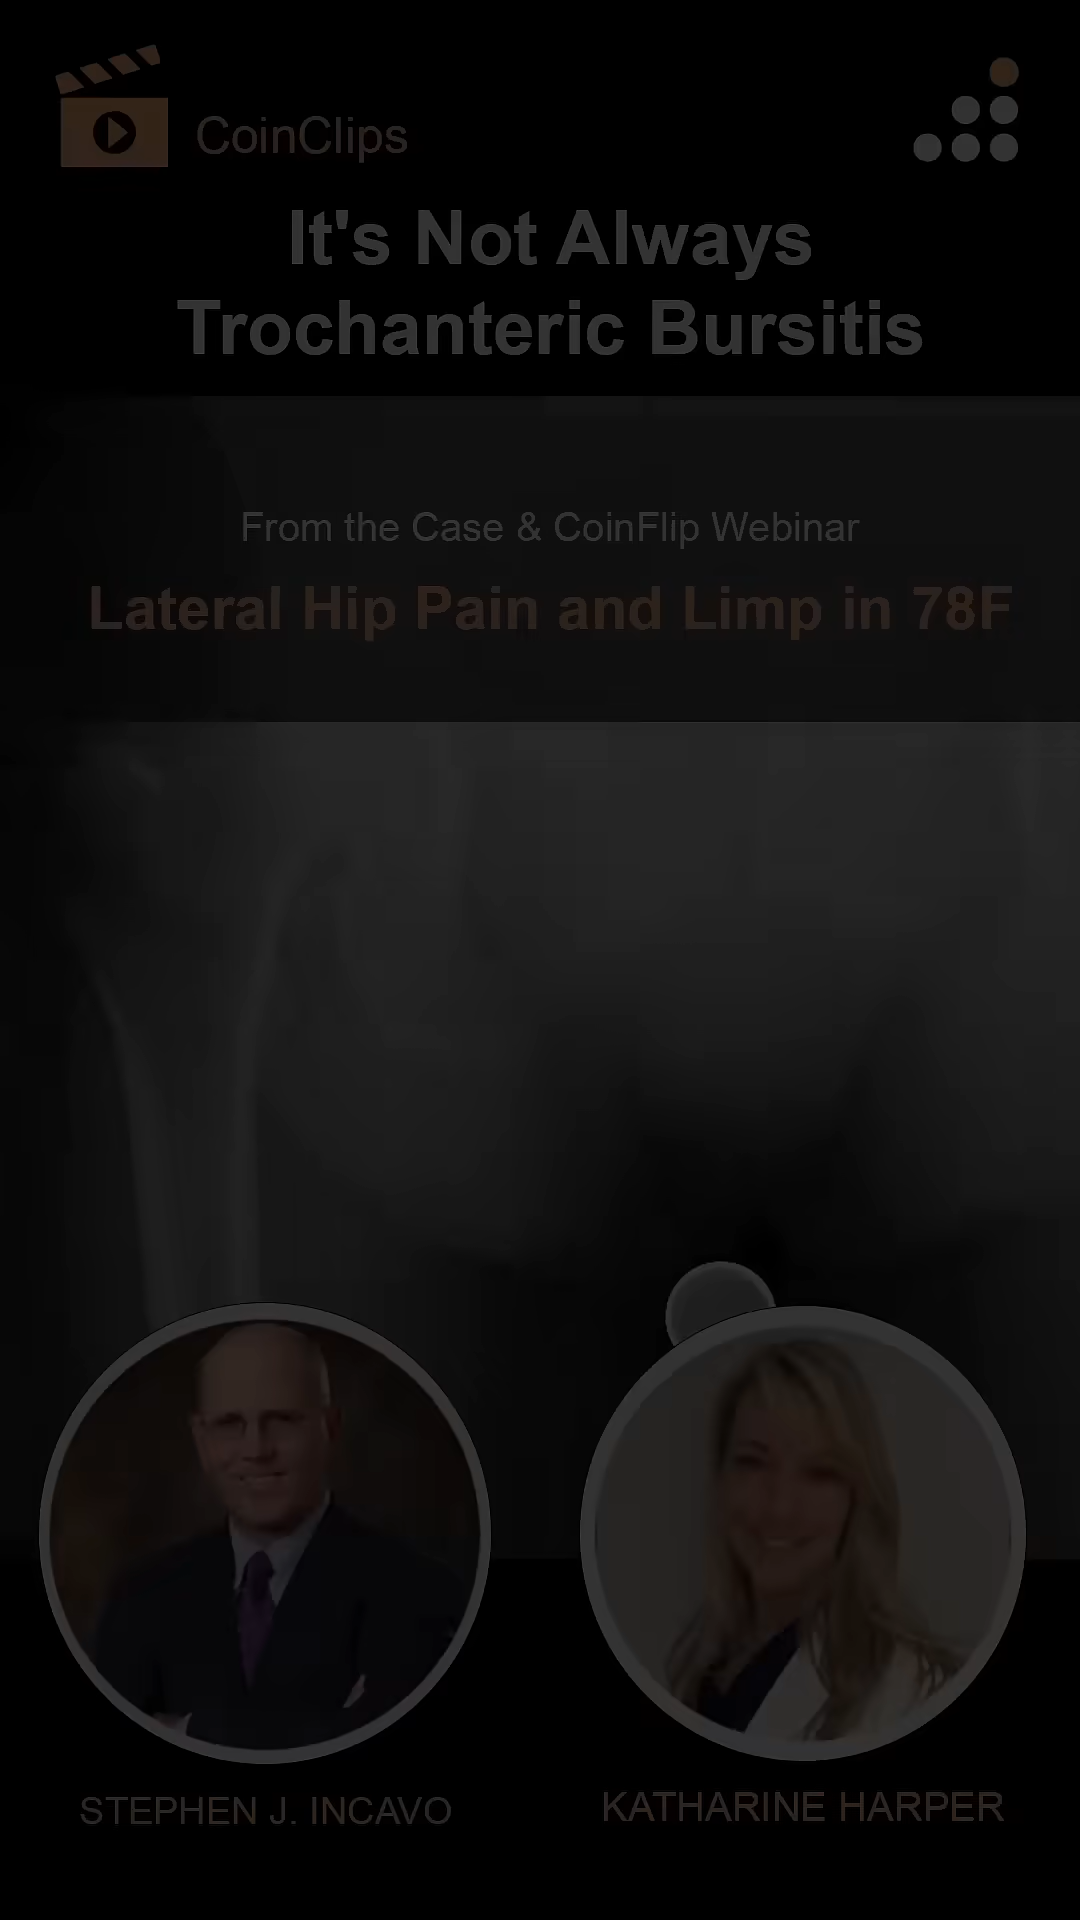 CoinClips
It's Not Always
Trochanteric Bursitis
From the Case & CoinFlip Webinar
Lateral Hip Pain and Limp in 78F
STEPHEN J. INCAVO
KATHARINE HARPER